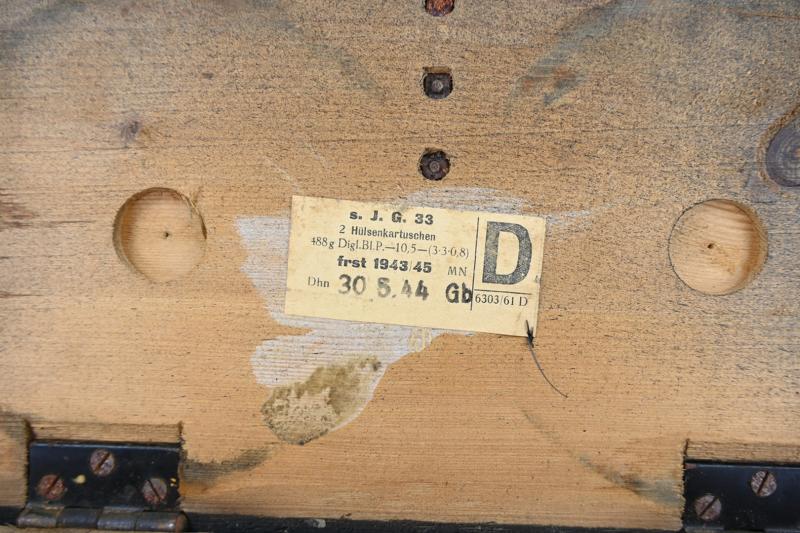 s. J. G. 33
2 Hülsenkartuschen
488g Digl.Bl.P.—10,5—(3·3·0,8)
frst 1943/45 MN
Dhn 30 5.44 Gb
D
6303/61 D